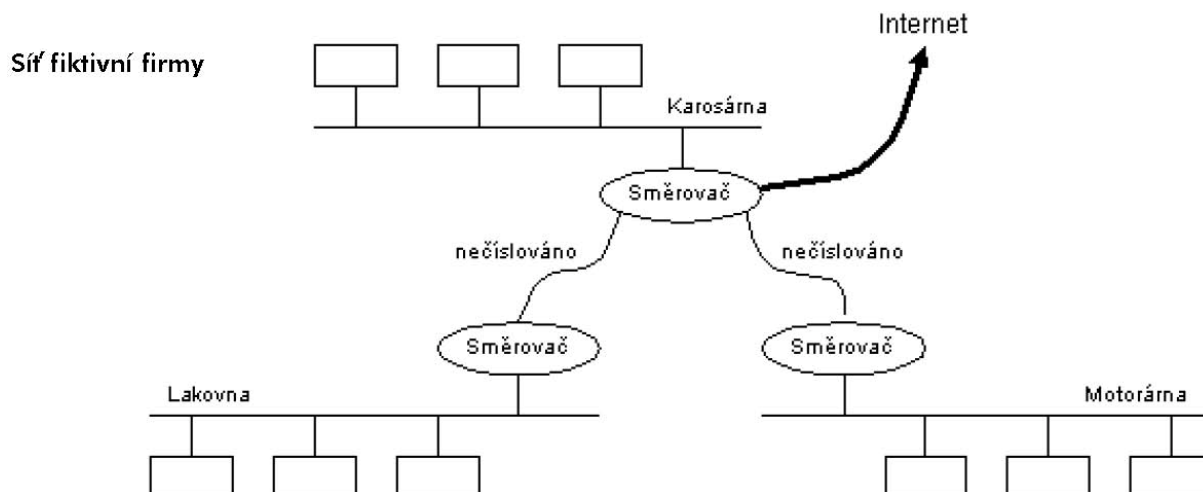 Internet
Síť fiktivní firmy
Karosárna
Směrovač
nečíslováno
nečíslováno
Směrovač
Směrovač
Lakovna
Motorárna